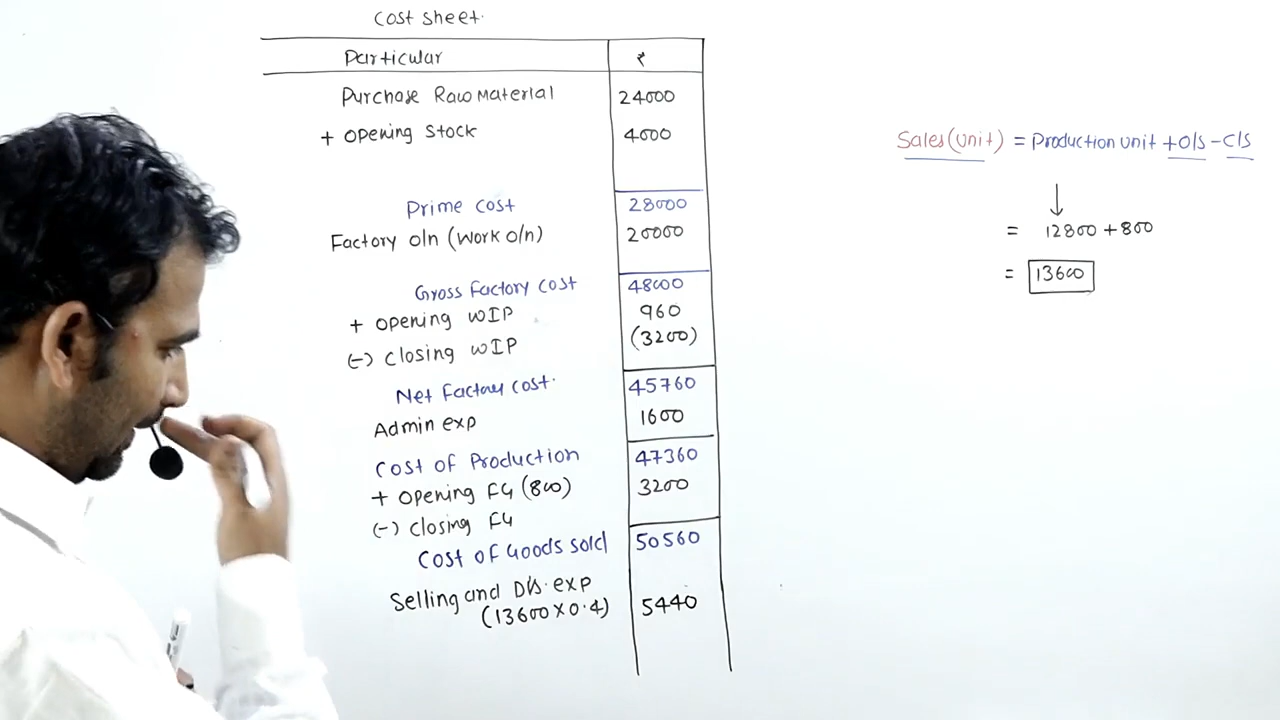 Cost sheet.
Particular ₹
Purchase Raw Material 24000
+ Opening Stock 4000
Prime Cost 28000
Factory o/n (Work o/n) 20000
Gross Factory Cost 48000
+ opening WIP 960
(-) closing WIP (3200)
Net Factory cost. 45760
Admin exp 1600
Cost of Production 47360
+ opening FG (800) 3200
(-) closing FG
Cost of Goods sold 50560
Selling and Dis. exp
(13600 X 0.4) 5440
Sales (unit) = Production unit + O/S - C/S
= 12800 + 800
= 13600